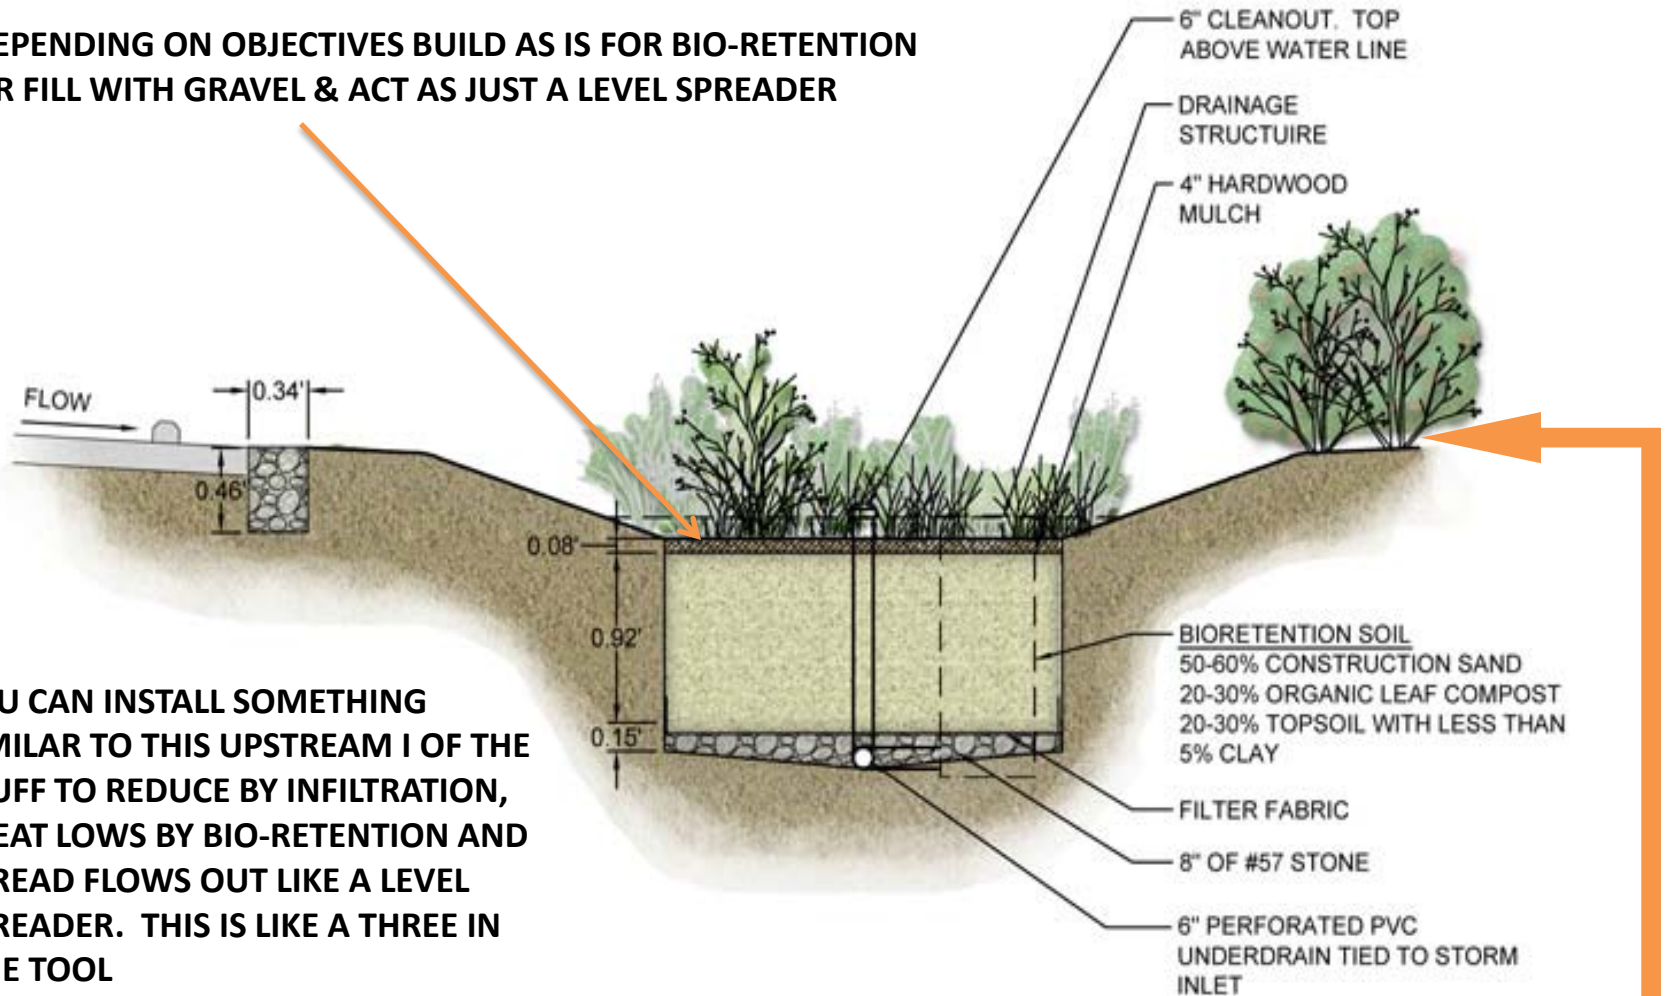 EPENDING ON OBJECTIVES BUILD AS IS FOR BIO-RETENTION
R FILL WITH GRAVEL & ACT AS JUST A LEVEL SPREADER
6" CLEANOUT. TOP
ABOVE WATER LINE
DRAINAGE
STRUCTUIRE
4" HARDWOOD
MULCH
FLOW
0.34'
0.46'
0.08'
0.92'
0.15'
BIORETENTION SOIL
50-60% CONSTRUCTION SAND
20-30% ORGANIC LEAF COMPOST
20-30% TOPSOIL WITH LESS THAN
5% CLAY
FILTER FABRIC
8" OF #57 STONE
6" PERFORATED PVC
UNDERDRAIN TIED TO STORM
INLET
U CAN INSTALL SOMETHING
MILAR TO THIS UPSTREAM I OF THE
UFF TO REDUCE BY INFILTRATION,
EAT LOWS BY BIO-RETENTION AND
READ FLOWS OUT LIKE A LEVEL
READER.  THIS IS LIKE A THREE IN
E TOOL